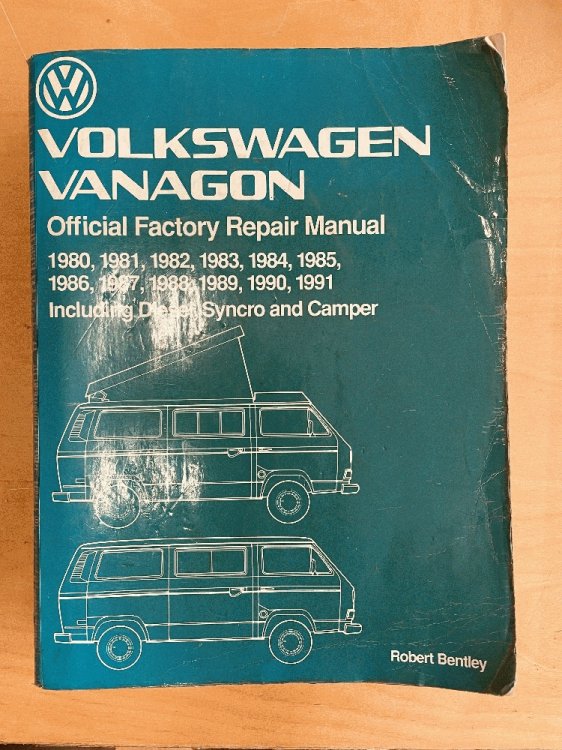 VW
VOLKSWAGEN
VANAGON
Official Factory Repair Manual
1980, 1981, 1982, 1983, 1984, 1985,
1986, 1987, 1988, 1989, 1990, 1991
Including Diesel, Syncro and Camper
Robert Bentley